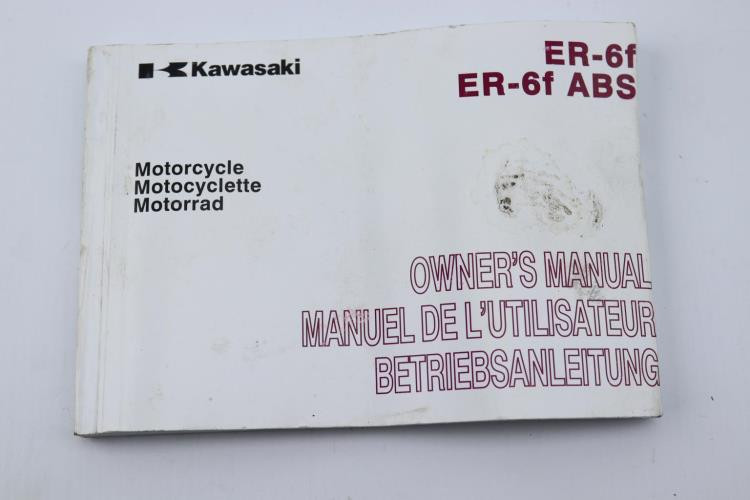 Kawasaki
ER-6f
ER-6f ABS
Motorcycle
Motocyclette
Motorrad
OWNER'S MANUAL
MANUEL DE L'UTILISATEUR
BETRIEBSANLEITUNG